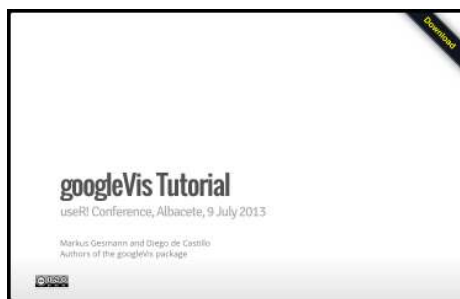 Download
googleVis Tutorial
useR! Conference, Albacete, 9 July 2013
Markus Gesmann and Diego de Castillo
Authors of the googleVis package